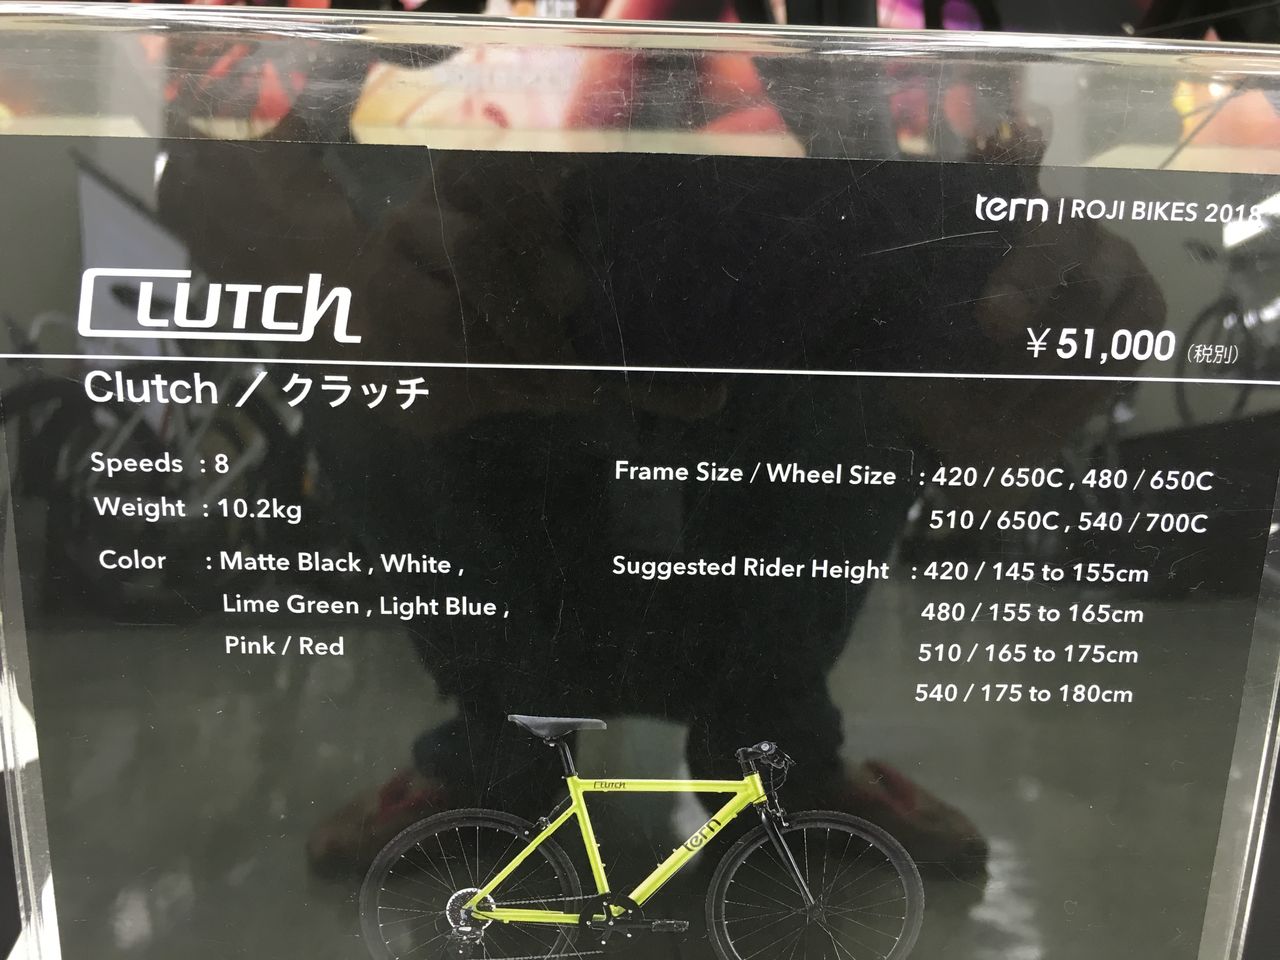 tern | ROJI BIKES 2018
CLUTCH
¥51,000 (税別)
Clutch / クラッチ
Speeds : 8
Weight : 10.2kg
Color : Matte Black , White ,
Lime Green , Light Blue ,
Pink / Red
Frame Size / Wheel Size : 420 / 650C , 480 / 650C
510 / 650C , 540 / 700C
Suggested Rider Height : 420 / 145 to 155cm
480 / 155 to 165cm
510 / 165 to 175cm
540 / 175 to 180cm
CLUTCH
tern